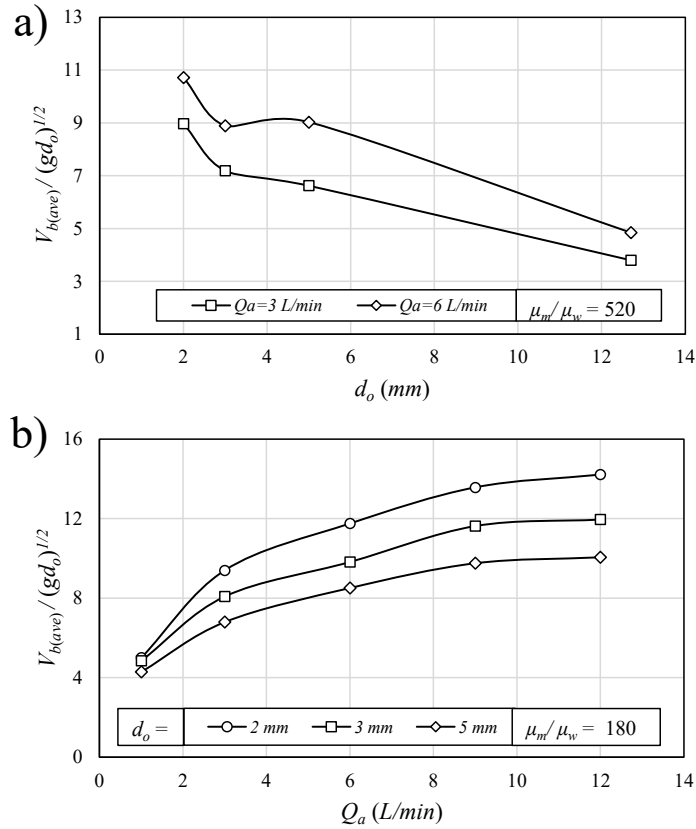 a)
13
11
9
7
5
3
1
V_{b(ave)} / (gd_o)^{1/2}
Qa=3 L/min Qa=6 L/min μ_m / μ_w = 520
0 2 4 6 8 10 12 14
d_o (mm)
b)
16
12
8
4
0
V_{b(ave)} / (gd_o)^{1/2}
d_o = 2 mm 3 mm 5 mm μ_m / μ_w = 180
0 2 4 6 8 10 12 14
Q_a (L/min)